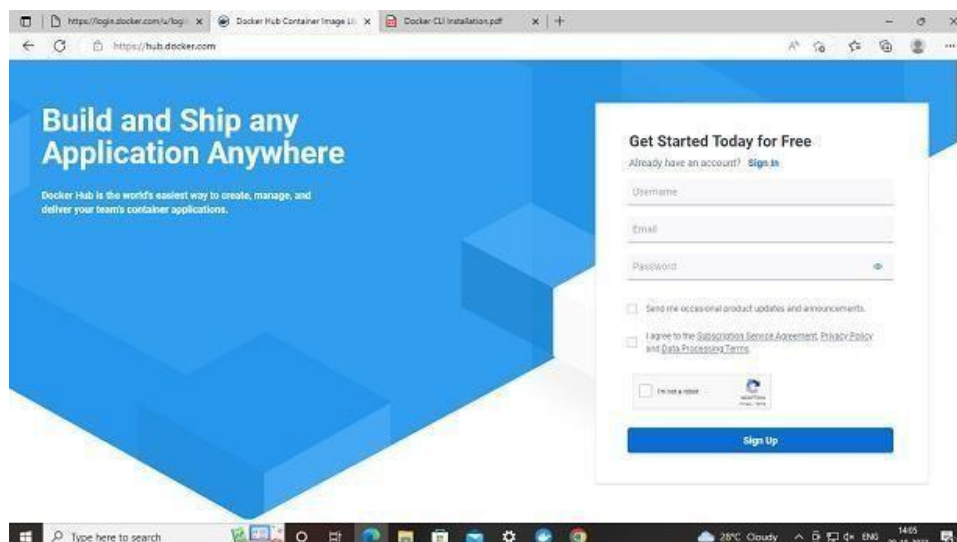 https://login.docker.com/u/logi
Docker Hub Container Image Li
Docker CLI Installation.pdf
https://hub.docker.com
Build and Ship any
Application Anywhere
Docker Hub is the world's easiest way to create, manage, and
deliver your team's container applications.
Get Started Today for Free
Already have an account? Sign In
Username
Email
Password
Send me occasional product updates and announcements.
I agree to the Subscription Service Agreement, Privacy Policy
and Data Processing Terms.
I'm not a robot
reCAPTCHA
Privacy - Terms
Sign Up
Type here to search
28°C Cloudy
ENG
14:05